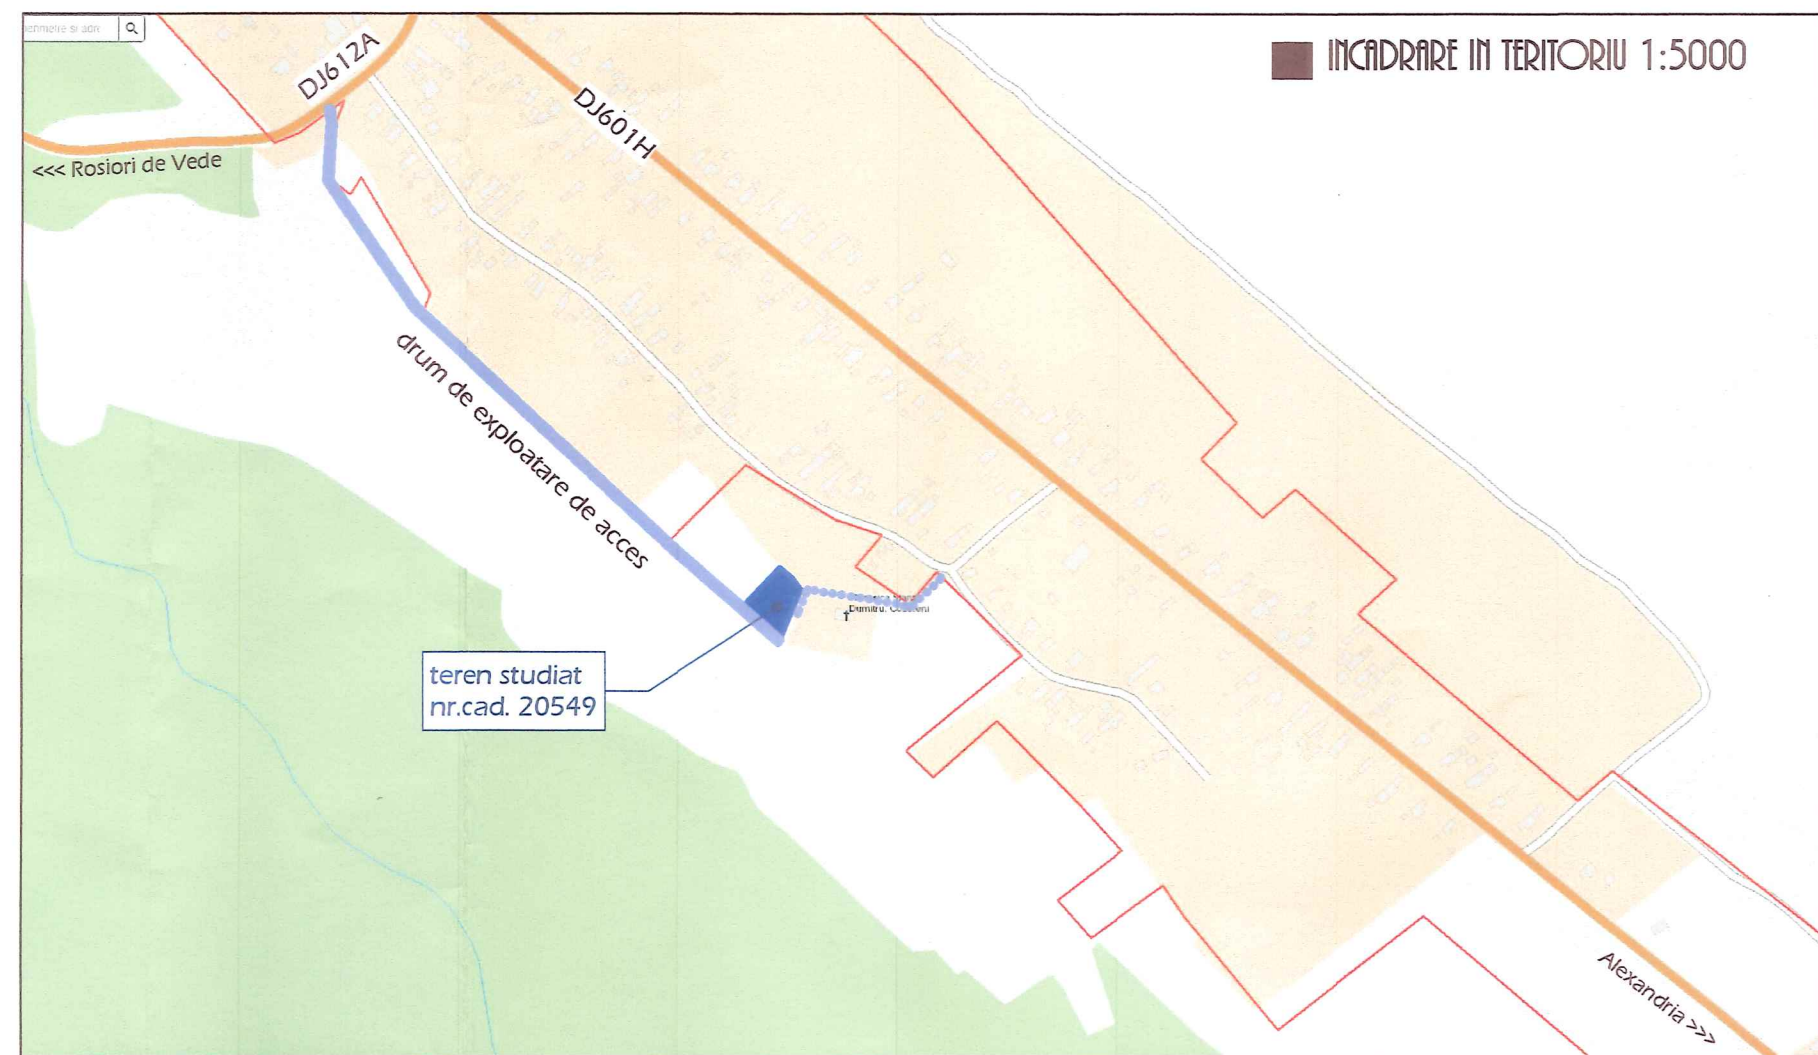 INCADRARE IN TERITORIU 1:5000
DJ612A
DJ601H
<<< Rosiori de Vede
drum de exploatare de acces
Dumitru,
teren studiat
nr.cad. 20549
Alexandria >>>